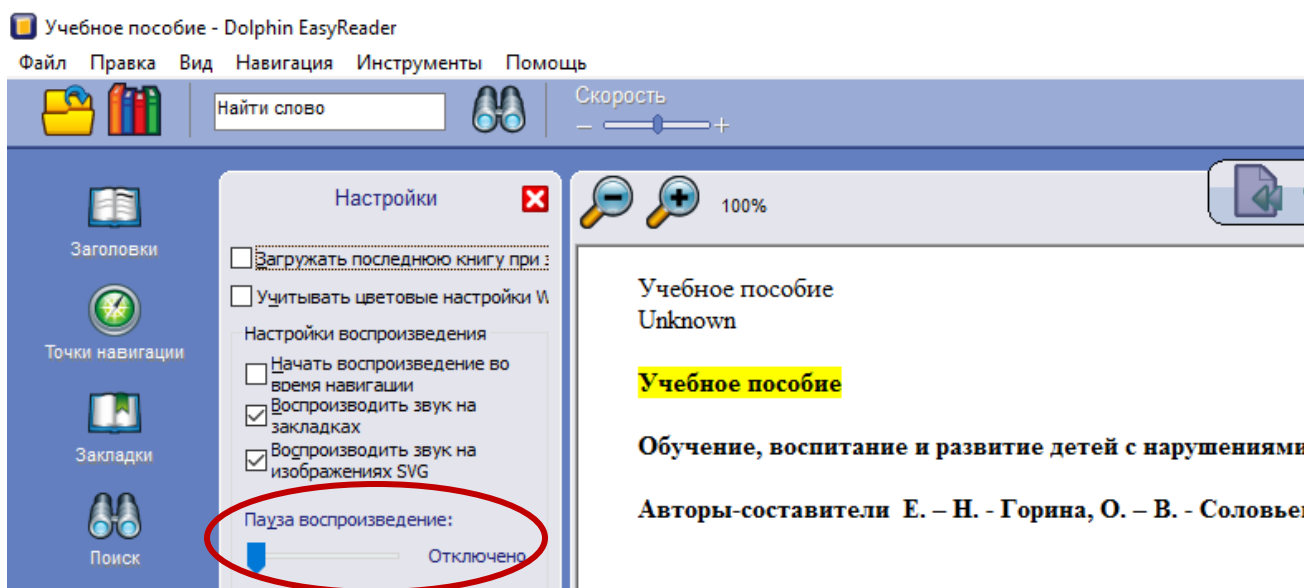 Учебное пособие - Dolphin EasyReader
Файл Правка Вид Навигация Инструменты Помощь
Найти слово
Скорость
Заголовки
Точки навигации
Закладки
Поиск
Настройки
Загружать последнюю книгу при
Учитывать цветовые настройки W
Настройки воспроизведения
Начать воспроизведение во
время навигации
Воспроизводить звук на
закладках
Воспроизводить звук на
изображениях SVG
Пауза воспроизведение:
Отключено
100%
Учебное пособие
Unknown
Учебное пособие
Обучение, воспитание и развитие детей с нарушениями
Авторы-составители Е. – Н. - Горина, О. – В. -